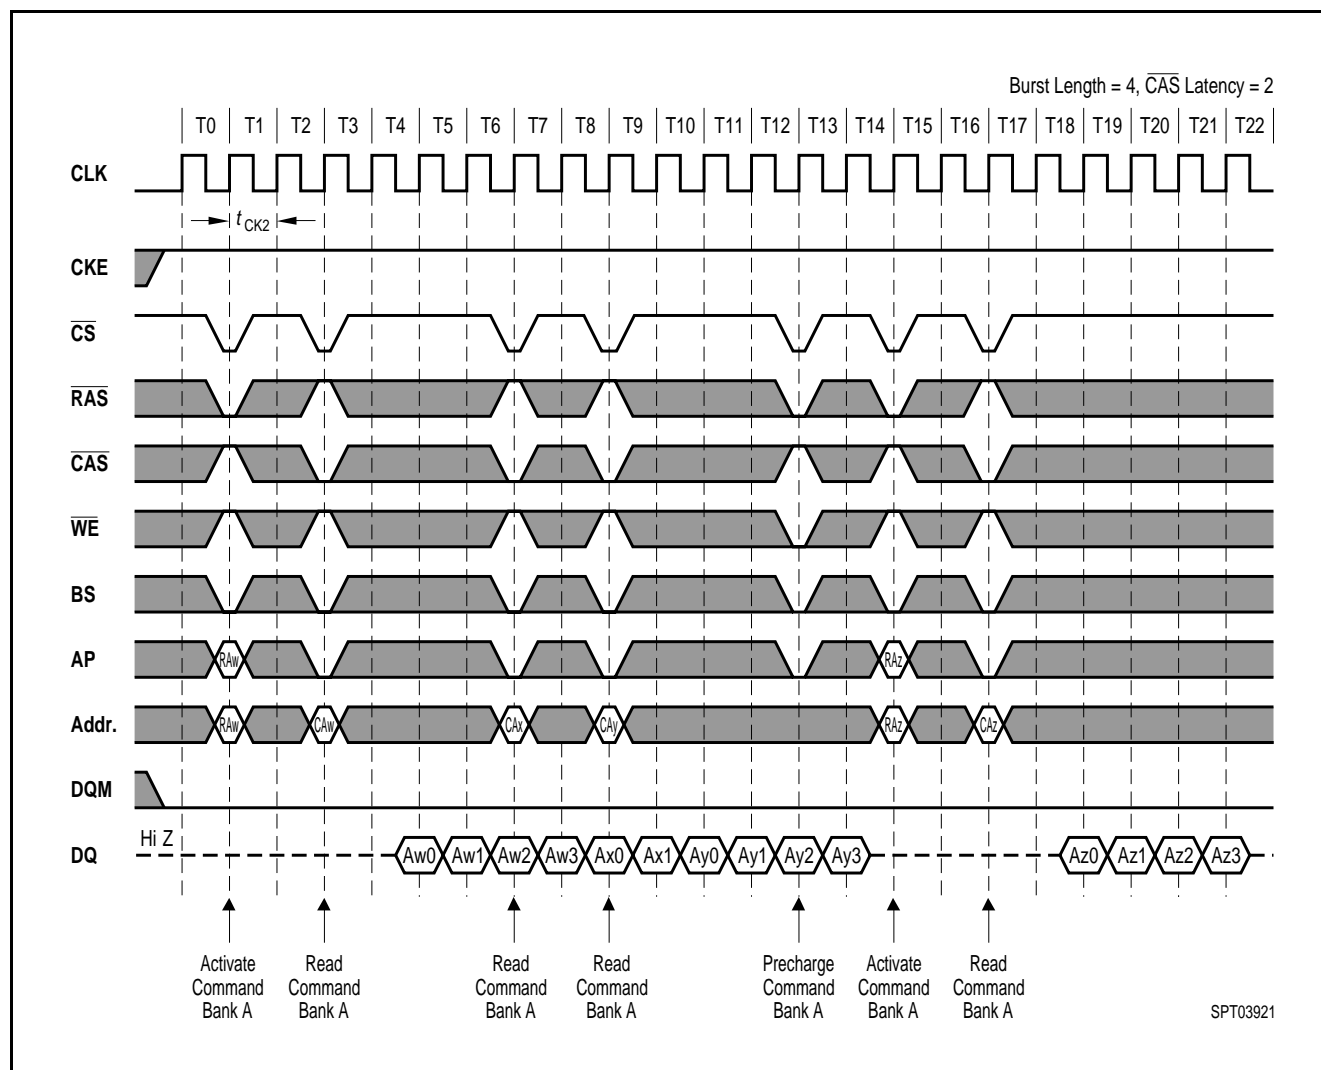 Burst Length = 4, CAS Latency = 2
T0 T1 T2 T3 T4 T5 T6 T7 T8 T9 T10 T11 T12 T13 T14 T15 T16 T17 T18 T19 T20 T21 T22
CLK
t CK2
CKE
CS
RAS
CAS
WE
BS
AP RAw RAz
Addr. RAw CAw CAx CAy RAz CAz
DQM
Hi Z
DQ Aw0 Aw1 Aw2 Aw3 Ax0 Ax1 Ay0 Ay1 Ay2 Ay3 Az0 Az1 Az2 Az3
Activate Read Read Read Precharge Activate Read
Command Command Command Command Command Command Command
Bank A Bank A Bank A Bank A Bank A Bank A Bank A
SPT03921